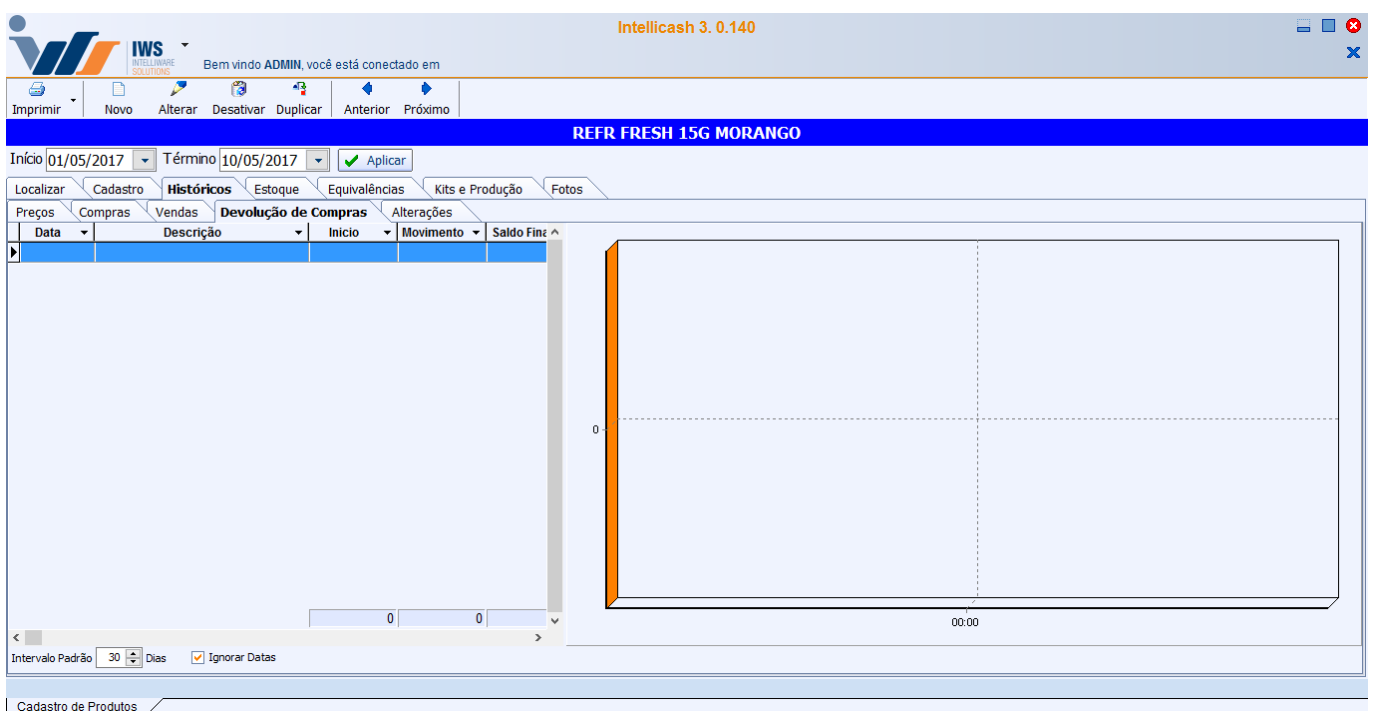 Intellicash 3. 0.140
IWS
INTELLIWARE
SOLUTIONS
Bem vindo ADMIN, você está conectado em
Imprimir Novo Alterar Desativar Duplicar Anterior Próximo
REFR FRESH 15G MORANGO
Início 01/05/2017 Término 10/05/2017 Aplicar
Localizar Cadastro Históricos Estoque Equivalências Kits e Produção Fotos
Preços Compras Vendas Devolução de Compras Alterações
Data Descrição Inicio Movimento Saldo Fina
0
0 0
00:00
Intervalo Padrão 30 Dias Ignorar Datas
Cadastro de Produtos